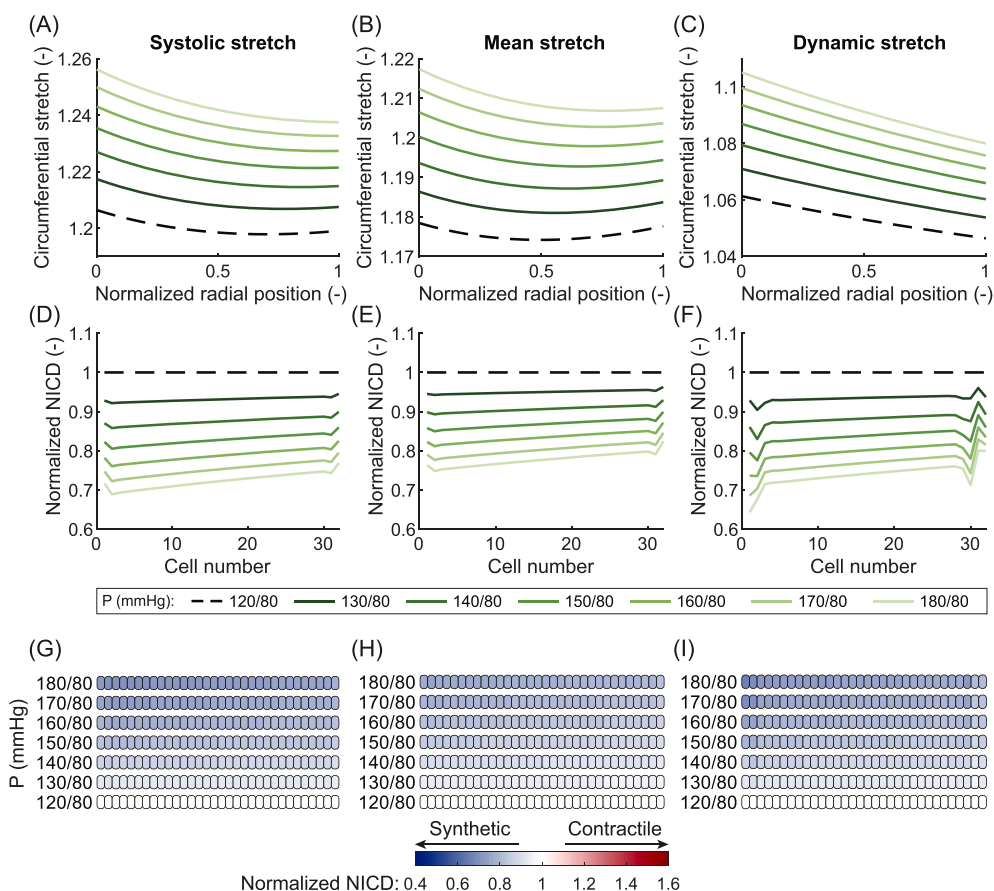 (A) Systolic stretch
(B) Mean stretch
(C) Dynamic stretch
Circumferential stretch (-)
1.26
1.24
1.22
1.2
0 0.5 1
Normalized radial position (-)
Circumferential stretch (-)
1.22
1.21
1.2
1.19
1.18
1.17
0 0.5 1
Normalized radial position (-)
Circumferential stretch (-)
1.1
1.08
1.06
1.04
0 0.5 1
Normalized radial position (-)
(D)
Normalized NICD (-)
1.1
1
0.9
0.8
0.7
0.6
0 10 20 30
Cell number
(E)
Normalized NICD (-)
1.1
1
0.9
0.8
0.7
0.6
0 10 20 30
Cell number
(F)
Normalized NICD (-)
1.1
1
0.9
0.8
0.7
0.6
0 10 20 30
Cell number
P (mmHg): 120/80 130/80 140/80 150/80 160/80 170/80 180/80
(G)
P (mmHg)
180/80
170/80
160/80
150/80
140/80
130/80
120/80
(H)
180/80
170/80
160/80
150/80
140/80
130/80
120/80
(I)
180/80
170/80
160/80
150/80
140/80
130/80
120/80
Synthetic Contractile
Normalized NICD: 0.4 0.6 0.8 1 1.2 1.4 1.6